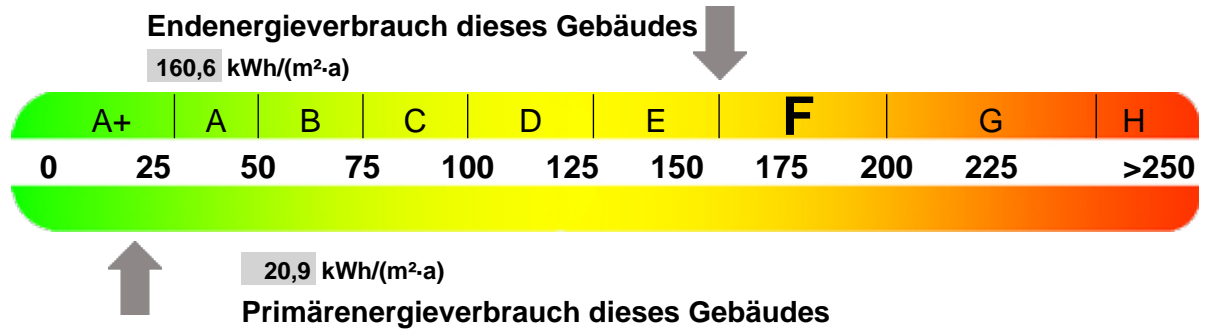 Endenergieverbrauch dieses Gebäudes
160,6 kWh/(m²·a)
A+ A B C D E F G H
0 25 50 75 100 125 150 175 200 225 >250
20,9 kWh/(m²·a)
Primärenergieverbrauch dieses Gebäudes